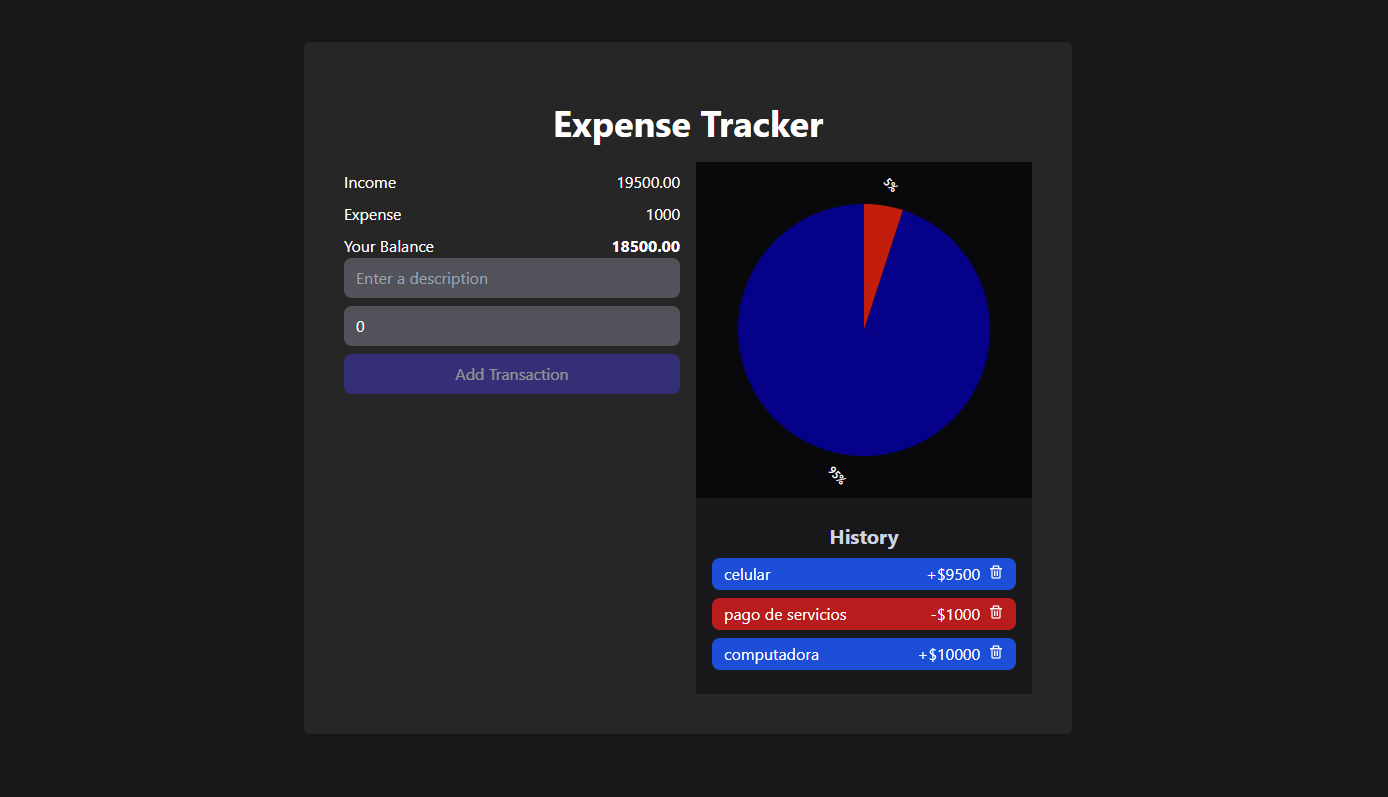 Expense Tracker
Income 19500.00
Expense 1000
Your Balance 18500.00
Enter a description
0
Add Transaction
5%
95%
History
celular +$9500
pago de servicios -$1000
computadora +$10000